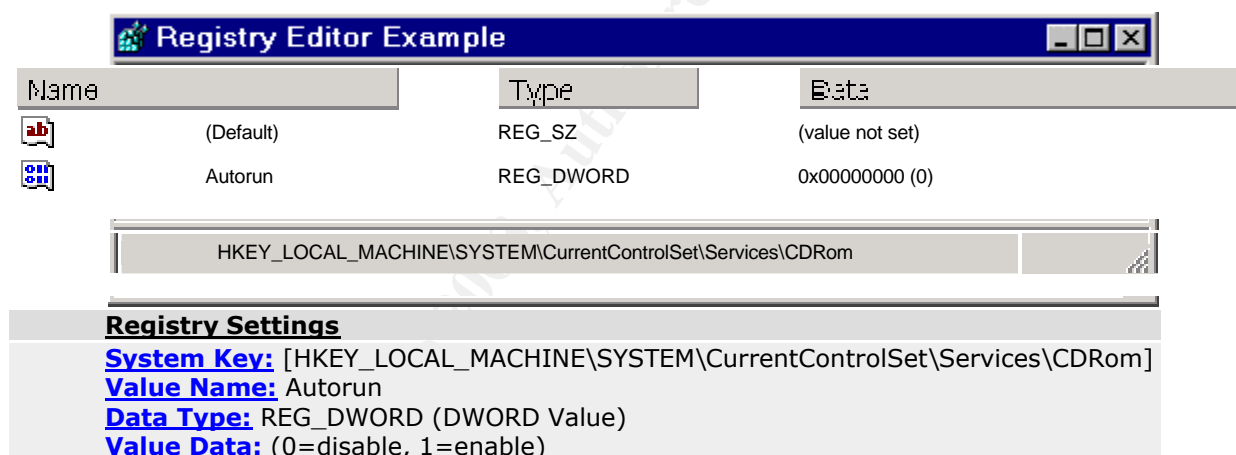 Registry Editor Example
Name Type Data
ab (Default) REG_SZ (value not set)
Autorun REG_DWORD 0x00000000 (0)
HKEY_LOCAL_MACHINE\SYSTEM\CurrentControlSet\Services\CDRom
Registry Settings
System Key: [HKEY_LOCAL_MACHINE\SYSTEM\CurrentControlSet\Services\CDRom]
Value Name: Autorun
Data Type: REG_DWORD (DWORD Value)
Value Data: (0=disable, 1=enable)